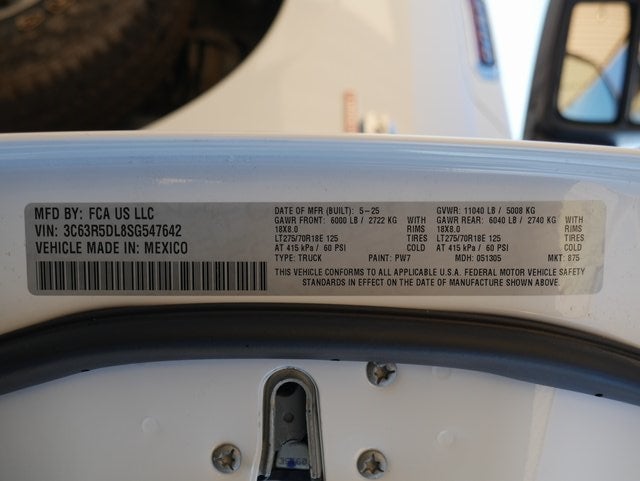 MFD BY: FCA US LLC
VIN: 3C63R5DL8SG547642
VEHICLE MADE IN: MEXICO
DATE OF MFR (BUILT): 5-25
GAWR FRONT: 6000 LB / 2722 KG WITH
18X8.0 RIMS
LT275/70R18E 125 TIRES
AT 415 kPa / 60 PSI COLD
TYPE: TRUCK PAINT: PW7
GVWR: 11040 LB / 5008 KG
GAWR REAR: 6040 LB / 2740 KG WITH
18X8.0 RIMS
LT275/70R18E 125 TIRES
AT 415 kPa / 60 PSI COLD
MDH: 051305 MKT: 875
THIS VEHICLE CONFORMS TO ALL APPLICABLE U.S.A. FEDERAL MOTOR VEHICLE SAFETY
STANDARDS IN EFFECT ON THE DATE OF MANUFACTURE SHOWN ABOVE.